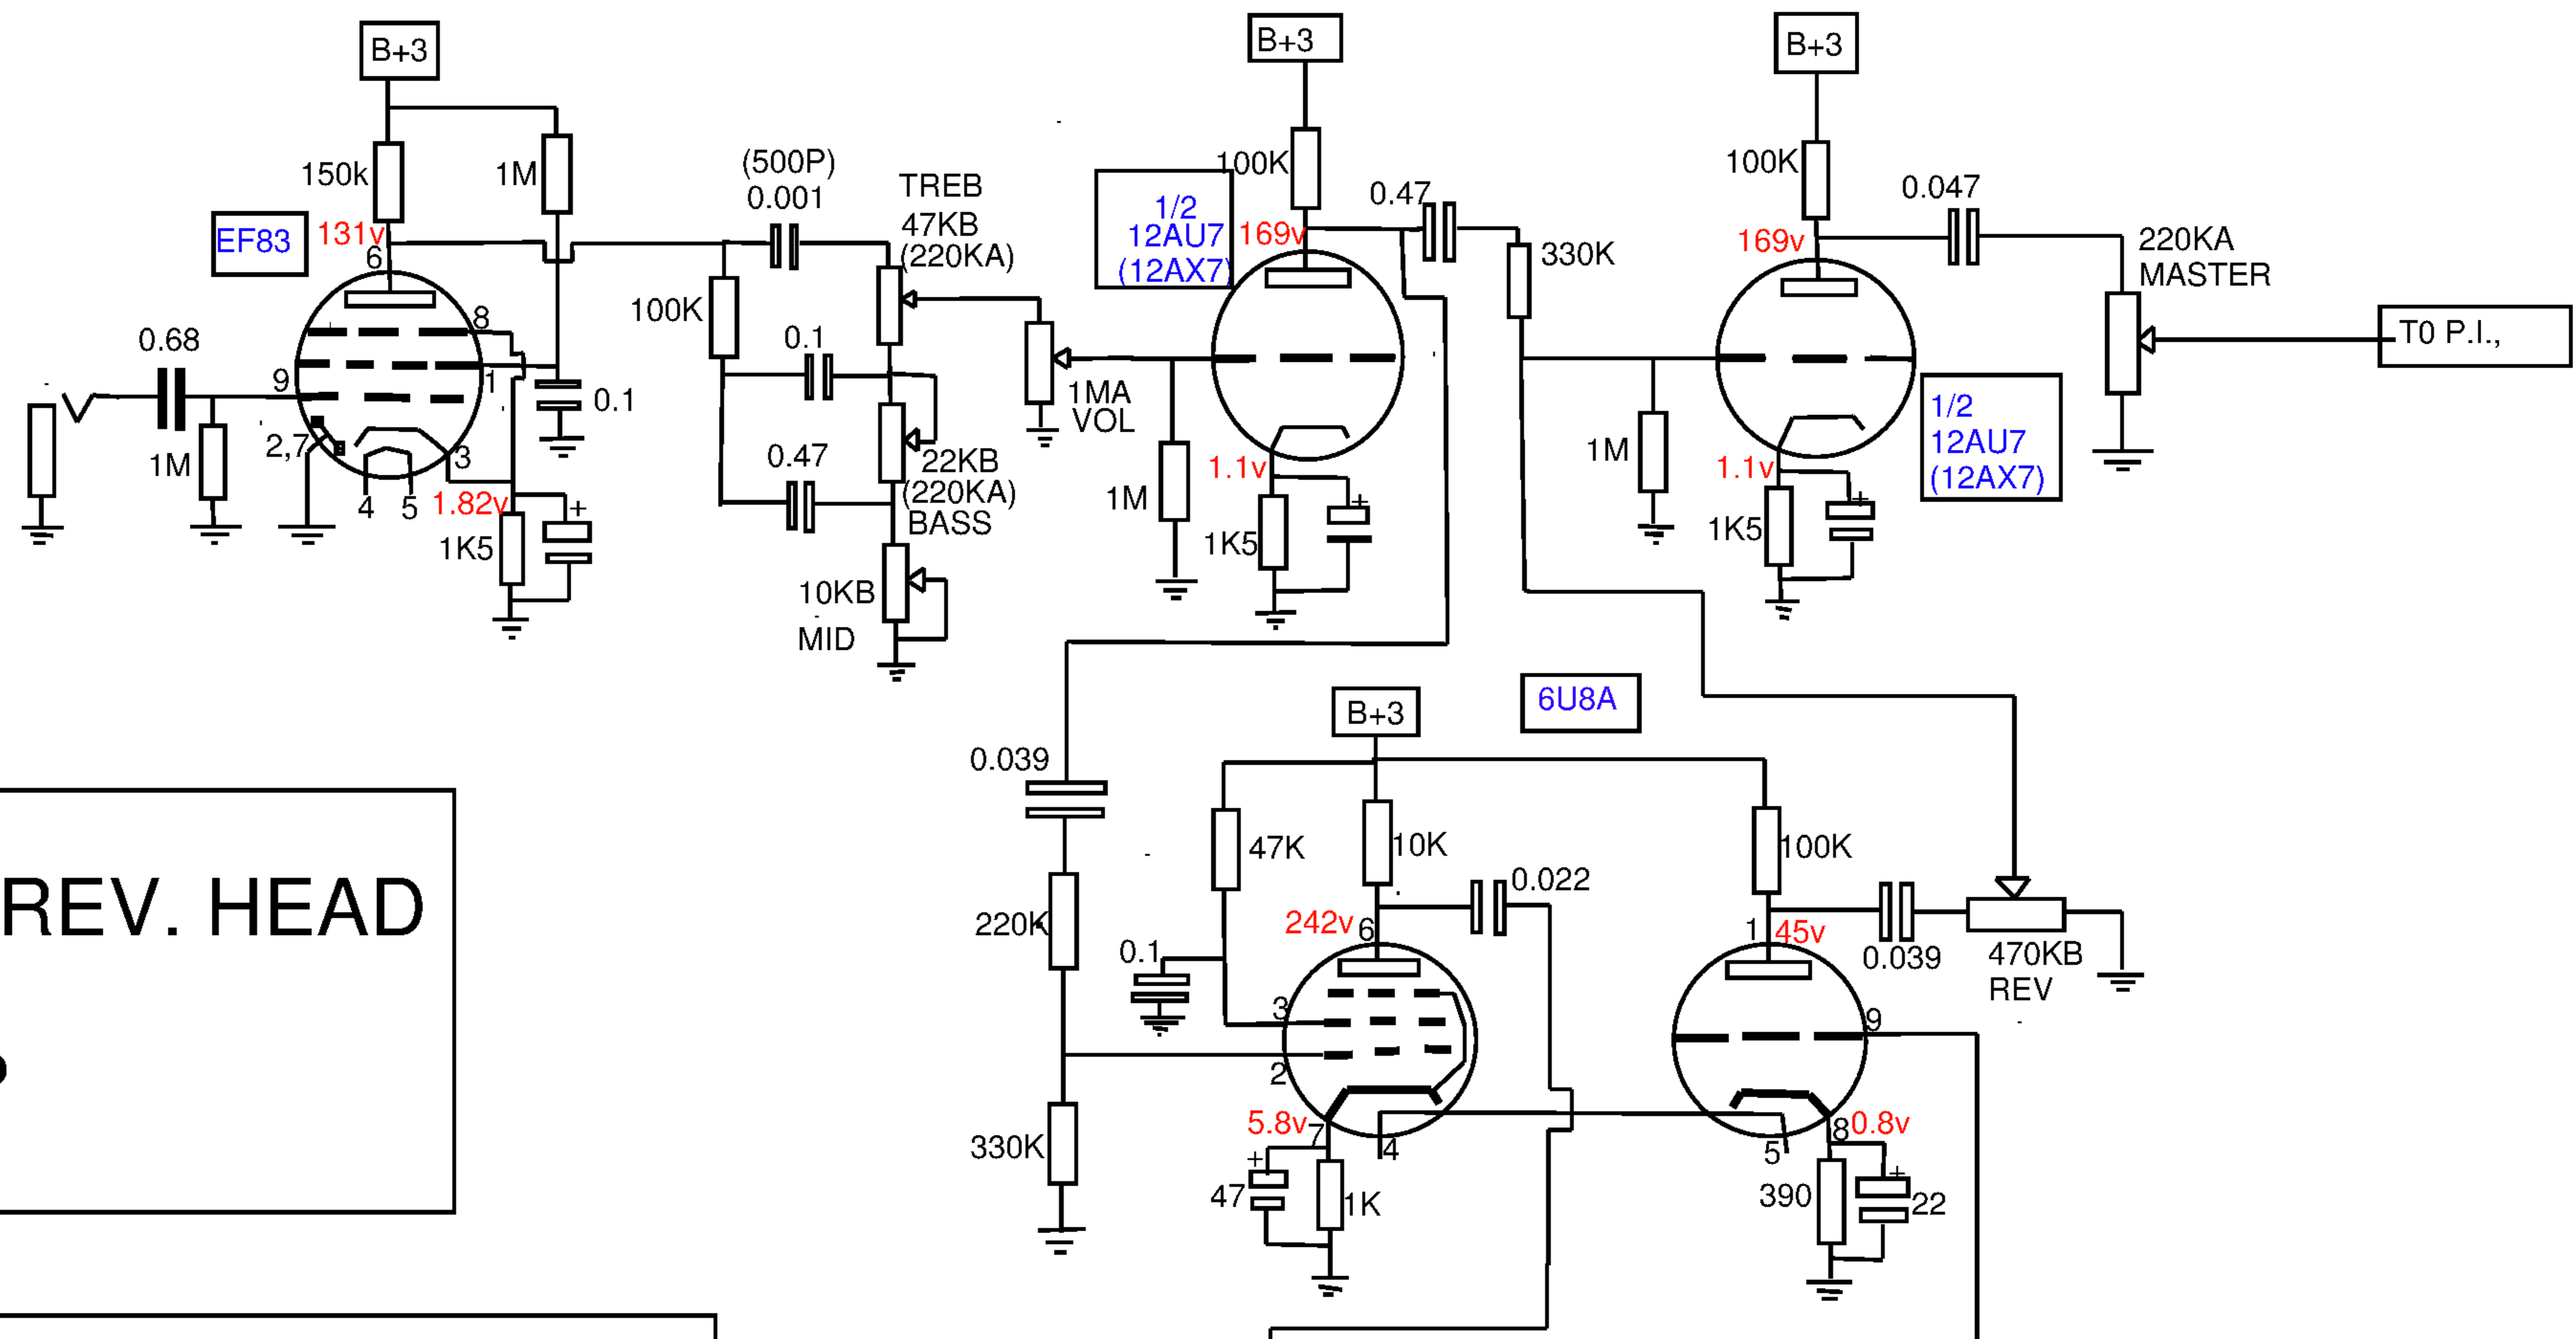 B+3
150k
1M
EF83
131v
6
8
0.68
9
1
0.1
2,7
3
1M
4
5
1.82v
+
1K5
(500P)
0.001
TREB
47KB
(220KA)
100K
0.1
0.47
22KB
(220KA)
BASS
10KB
MID
1MA
VOL
B+3
100K
1/2
12AU7
(12AX7)
169v
0.47
330K
1M
1.1v
+
1K5
B+3
100K
169v
0.047
220KA
MASTER
T0 P.I.,
1/2
12AU7
(12AX7)
1M
1.1v
+
1K5
6U8A
B+3
0.039
47K
10K
100K
0.022
220K
242v
6
0.1
3
2
1
45v
0.039
470KB
REV
9
330K
5.8v
7
4
+
47
1K
5
8
0.8v
+
390
22
REV. HEAD